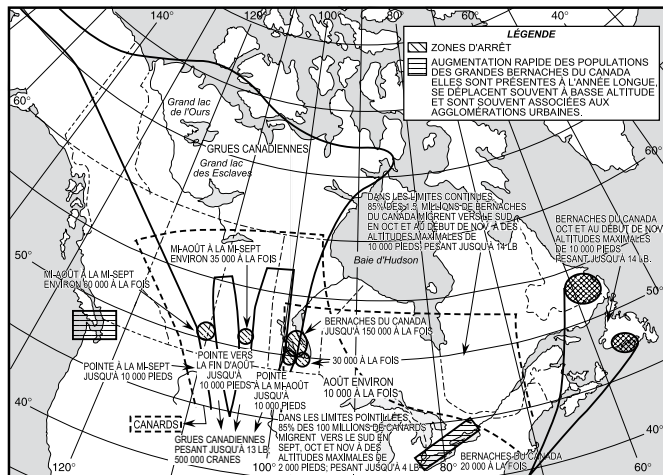 140°
120°
100°
80°
60°
LÉGENDE
ZONES D'ARRÊT
AUGMENTATION RAPIDE DES POPULATIONS
DES GRANDES BERNACHES DU CANADA
ELLES SONT PRÉSENTES À L'ANNÉE LONGUE,
SE DÉPLACENT SOUVENT À BASSE ALTITUDE
ET SONT SOUVENT ASSOCIÉES AUX
AGGLOMÉRATIONS URBAINES.
60°
Grand lac
de l'Ours
GRUES CANADIENNES
Grand lac
des Esclaves
60°
DANS LES LIMITES CONTINUES,
85% DES 1.5 MILLIONS DE BERNACHES
DU CANADA MIGRENT VERS LE SUD
EN OCT ET AU DÉBUT DE NOV À DES
ALTITUDES MAXIMALES DE
10 000 PIEDS; PESANT JUSQU'À 14 LB
Baie d'Hudson
BERNACHES DU CANADA
OCT ET AU DÉBUT DE NOV
ALTITUDES MAXIMALES
DE 10 000 PIEDS
PESANT JUSQU'À 14 LB.
50°
MI-AOÛT À LA MI-SEPT
ENVIRON 35 000 À LA FOIS
MI-AOÛT À LA MI-SEPT
ENVIRON 60 000 À LA FOIS
50°
BERNACHES DU CANADA
JUSQU'À 150 000 À LA FOIS
30 000 À LA FOIS
POINTE À LA MI-SEPT
JUSQU'À 10 000 PIEDS
POINTE VERS
LA FIN D'AOÛT
JUSQU'À
10 000 PIEDS
POINTE
À LA MI-AOÛT
JUSQU'À
10 000 PIEDS
AOÛT ENVIRON
10 000 À LA FOIS
40°
40°
CANARDS
GRUES CANADIENNES
PESANT JUSQU'À 13 LB
500 000 CRANES
DANS LES LIMITES POINTILLÉES,
85% DES 100 MILLIONS DE CANARDS
MIGRENT VERS LE SUD EN
SEPT, OCT ET NOV À DES
ALTITUDES MAXIMALES DE
2 000 PIEDS; PESANT JUSQU'À 4 LB
BERNACHES DU CANADA
20 000 À LA FOIS
120°
100°
80°
60°